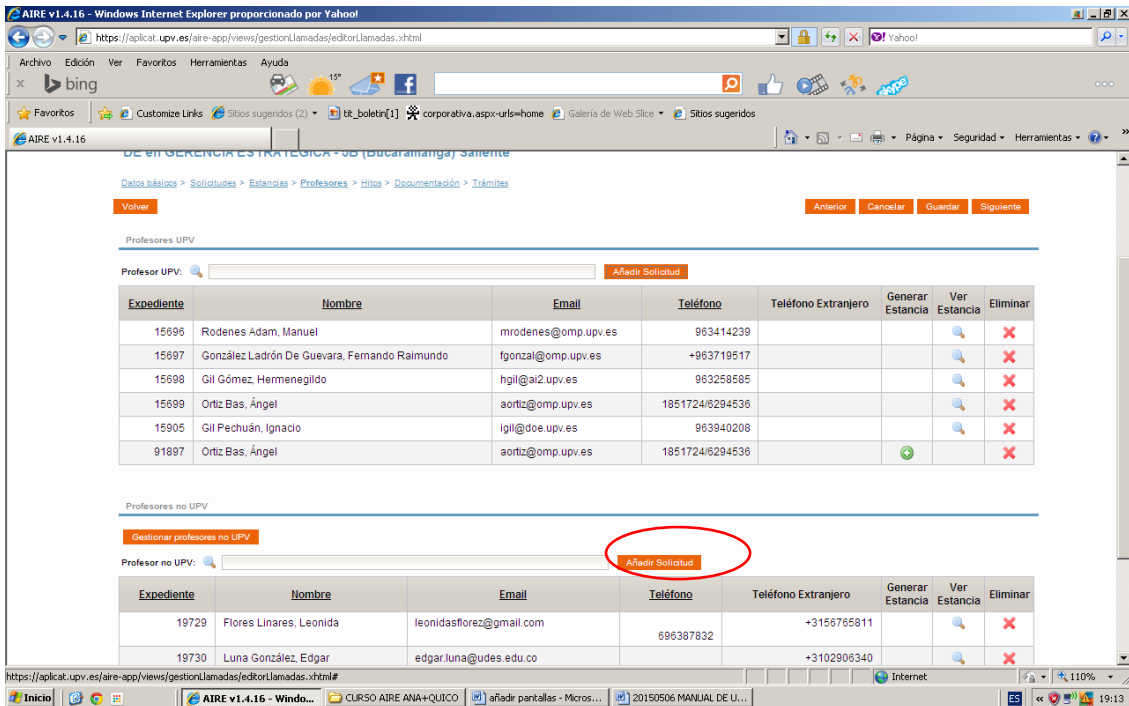 AIRE v1.4.16 - Windows Internet Explorer proporcionado por Yahoo!
https://aplicat.upv.es/aire-app/views/gestionLlamadas/editorLlamadas.xhtml
Yahoo!
Archivo Edición Ver Favoritos Herramientas Ayuda
x bing 15° skype
Favoritos Customize Links Sitios sugeridos (2) tit_boletin[1] corporativa.aspx-urls=home Galería de Web Slice Sitios sugeridos
AIRE v1.4.16 Página Seguridad Herramientas »
DE en GERENCIA ESTRATÉGICA - JB (Bucaramanga) Saliente
Datos básicos > Solicitudes > Estancias > Profesores > Hitos > Documentación > Trámites
Volver Anterior Cancelar Guardar Siguiente
Profesores UPV
Profesor UPV: Añadir Solicitud
Expediente Nombre Email Teléfono Teléfono Extranjero Generar Estancia Ver Estancia Eliminar
15696 Rodenes Adam, Manuel mrodenes@omp.upv.es 963414239
15697 González Ladrón De Guevara, Fernando Raimundo fgonzal@omp.upv.es +963719517
15698 Gil Gómez, Hermenegildo hgil@ai2.upv.es 963258585
15699 Ortiz Bas, Ángel aortiz@omp.upv.es 1851724/6294536
15905 Gil Pechuán, Ignacio igil@doe.upv.es 963940208
91897 Ortiz Bas, Ángel aortiz@omp.upv.es 1851724/6294536
Profesores no UPV
Gestionar profesores no UPV
Profesor no UPV: Añadir Solicitud
Expediente Nombre Email Teléfono Teléfono Extranjero Generar Estancia Ver Estancia Eliminar
19729 Flores Linares, Leonida leonidasflorez@gmail.com 696387832 +3156765811
19730 Luna González, Edgar edgar.luna@udes.edu.co +3102906340
https://aplicat.upv.es/aire-app/views/gestionLlamadas/editorLlamadas.xhtml# Internet 110%
Inicio AIRE v1.4.16 - Windo... CURSO AIRE ANA+QUICO añadir pantallas - Micros... 20150506 MANUAL DE U... ES « 19:13